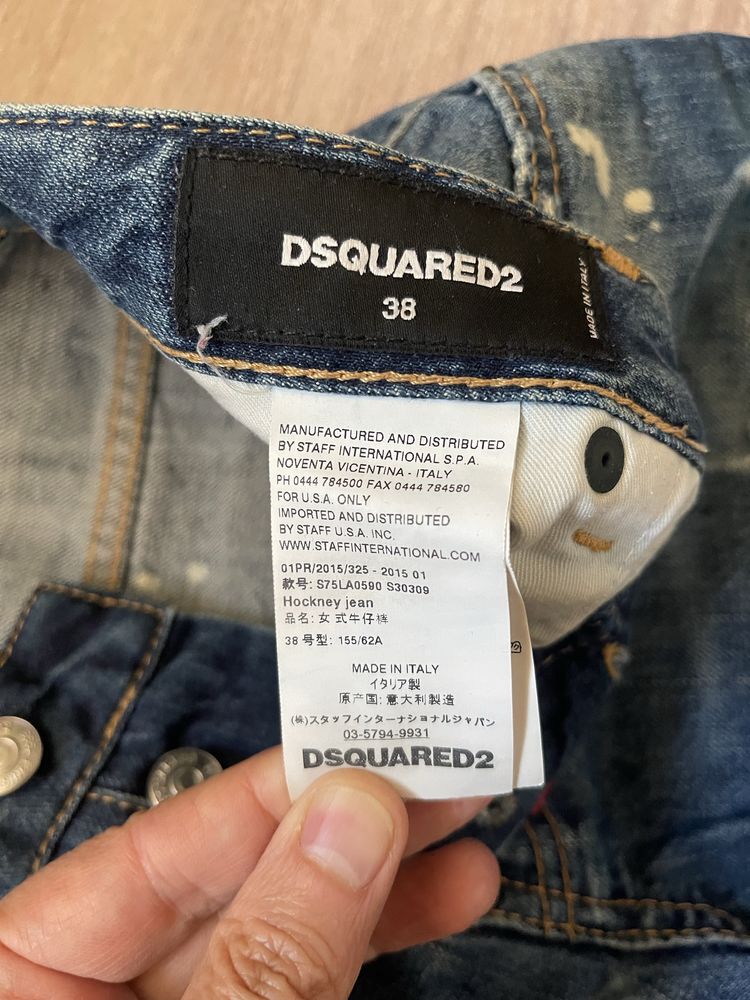 DSQUARED2
38
MADE IN ITALY
MANUFACTURED AND DISTRIBUTED
BY STAFF INTERNATIONAL S.P.A.
NOVENTA VICENTINA - ITALY
PH 0444 784500 FAX 0444 784580
FOR U.S.A. ONLY
IMPORTED AND DISTRIBUTED
BY STAFF U.S.A. INC.
WWW.STAFFINTERNATIONAL.COM
01PR/2015/325 - 2015 01
款号: S75LA0590 S30309
Hockney jean
品名: 女式牛仔裤
38 号型: 155/62A
MADE IN ITALY
イタリア製
原产国: 意大利製造
(株)スタッフインターナショナルジャパン
03-5794-9931
DSQUARED2